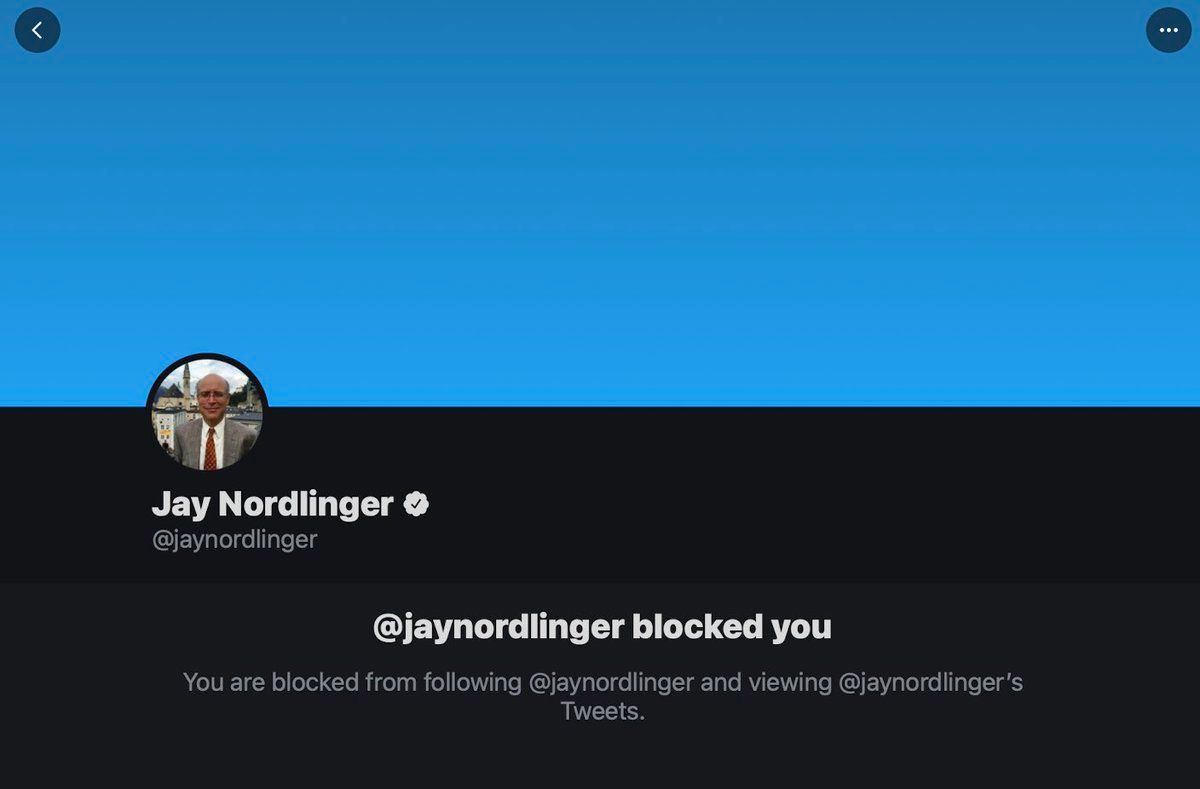 Jay Nordlinger
@jaynordlinger
@jaynordlinger blocked you
You are blocked from following @jaynordlinger and viewing @jaynordlinger’s
Tweets.